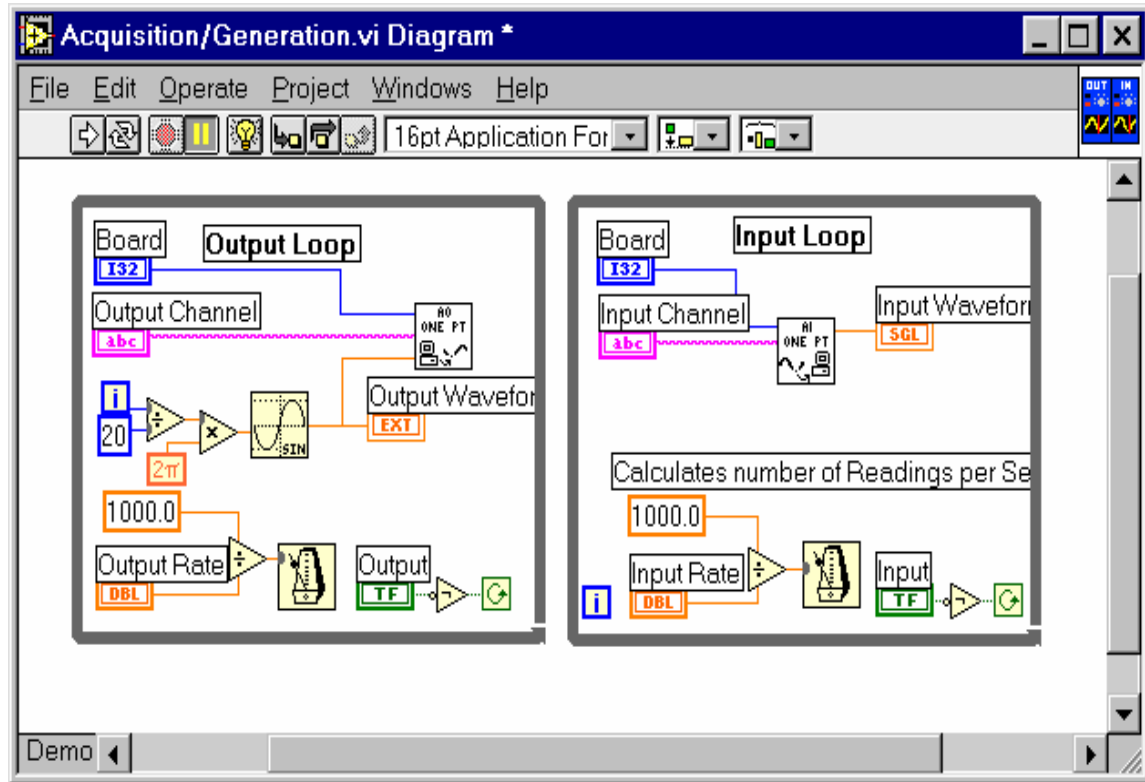 Acquisition/Generation.vi Diagram *
File Edit Operate Project Windows Help
16pt Application For
OUT IN
Output Loop
Board
I32
Output Channel
abc
AO
ONE PT
i
20
÷
×
2π
SIN
Output Wavefor
EXT
1000.0
Output Rate
DBL
÷
Output
TF
Input Loop
Board
I32
Input Channel
abc
AI
ONE PT
Input Waveform
SGL
Calculates number of Readings per Se
1000.0
Input Rate
DBL
÷
i
Input
TF
Demo